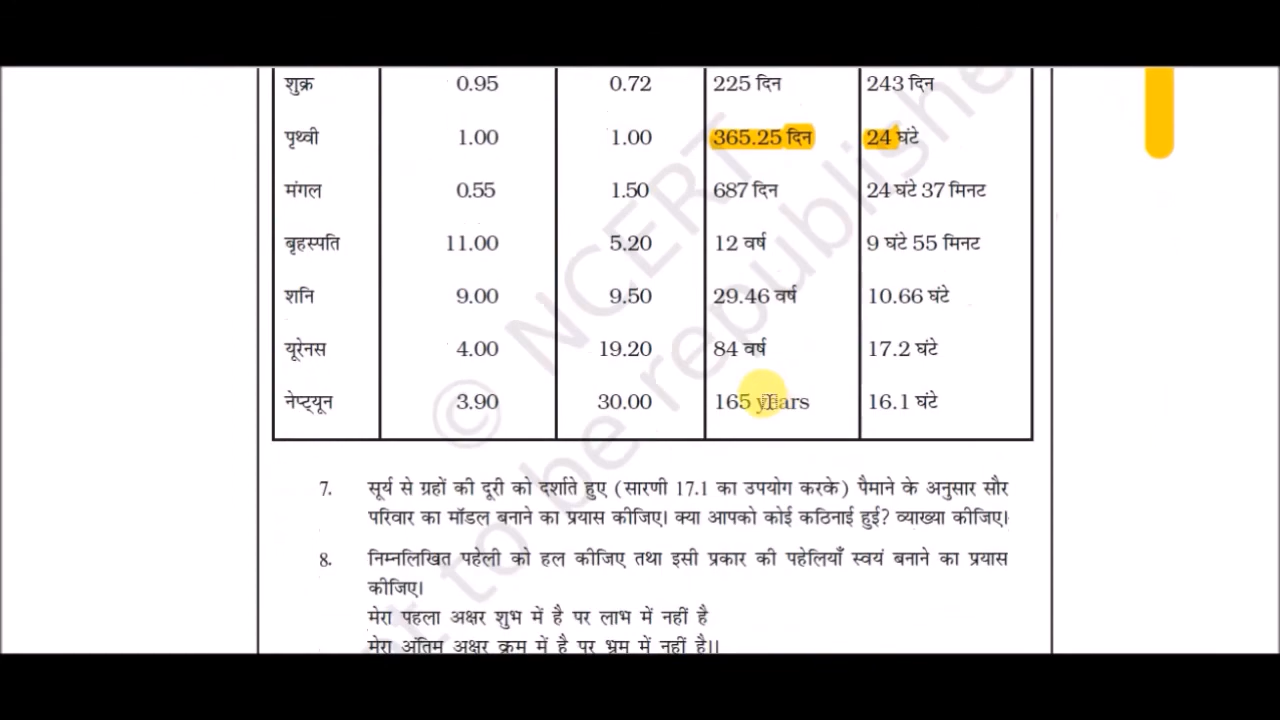 शुक्र 0.95 0.72 225 दिन 243 दिन
पृथ्वी 1.00 1.00 365.25 दिन 24 घंटे
मंगल 0.55 1.50 687 दिन 24 घंटे 37 मिनट
बृहस्पति 11.00 5.20 12 वर्ष 9 घंटे 55 मिनट
शनि 9.00 9.50 29.46 वर्ष 10.66 घंटे
यूरेनस 4.00 19.20 84 वर्ष 17.2 घंटे
नेप्ट्यून 3.90 30.00 165 years 16.1 घंटे
7. सूर्य से ग्रहों की दूरी को दर्शाते हुए (सारणी 17.1 का उपयोग करके) पैमाने के अनुसार सौर
परिवार का मॉडल बनाने का प्रयास कीजिए। क्या आपको कोई कठिनाई हुई? व्याख्या कीजिए।
8. निम्नलिखित पहेली को हल कीजिए तथा इसी प्रकार की पहेलियाँ स्वयं बनाने का प्रयास
कीजिए।
मेरा पहला अक्षर शुभ में है पर लाभ में नहीं है
मेरा अंतिम अक्षर क्रम में है पर भ्रम में नहीं है।।
© NCERT
not to be republishe